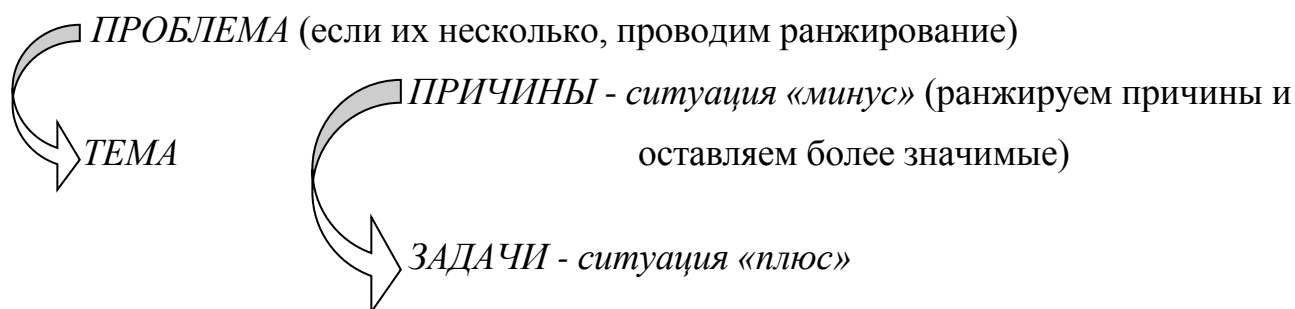 ПРОБЛЕМА (если их несколько, проводим ранжирование)
ПРИЧИНЫ - ситуация «минус» (ранжируем причины и
ТЕМА оставляем более значимые)
ЗАДАЧИ - ситуация «плюс»